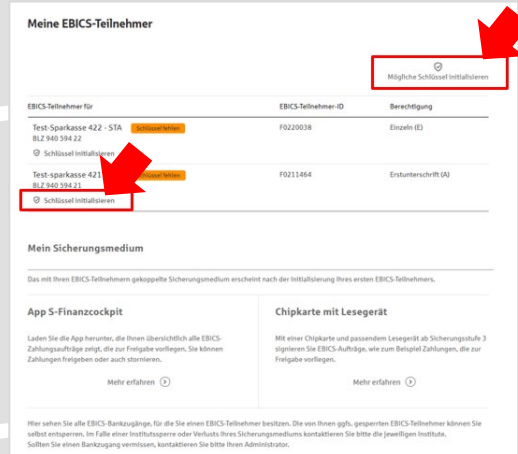 Meine EBICS-Teilnehmer
Mögliche Schlüssel initialisieren
EBICS-Teilnehmer für EBICS-Teilnehmer-ID Berechtigung
Test-Sparkasse 422 - STA Schlüssel fehlen F0220038 Einzeln (E)
BLZ 940 594 22
Schlüssel initialisieren
Test-sparkasse 421 Schlüssel fehlen F0211464 Erstunterschrift (A)
BLZ 940 594 21
Schlüssel initialisieren
Mein Sicherungsmedium
Das mit Ihren EBICS-Teilnehmern gekoppelte Sicherungsmedium erscheint nach der Initialisierung Ihres ersten EBICS-Teilnehmers.
App S-Finanzcockpit
Laden Sie die App herunter, die Ihnen übersichtlich alle EBICS-
Zahlungsaufträge zeigt, die zur Freigabe vorliegen. Sie können
Zahlungen freigeben oder auch stornieren.
Mehr erfahren
Chipkarte mit Lesegerät
Mit einer Chipkarte und passendem Lesegerät ab Sicherungsstufe 3
signieren Sie EBICS-Aufträge, wie zum Beispiel Zahlungen, die zur
Freigabe vorliegen.
Mehr erfahren
Hier sehen Sie alle EBICS-Bankzugänge, für die Sie einen EBICS-Teilnehmer besitzen. Die von Ihnen ggfs. gesperrten EBICS-Teilnehmer können Sie
selbst entsperren, im Falle einer Institutssperre oder Verlusts Ihres Sicherungsmediums kontaktieren Sie bitte die jeweiligen Institute.
Sollten Sie einen Bankzugang vermissen, kontaktieren Sie bitte Ihren Administrator.